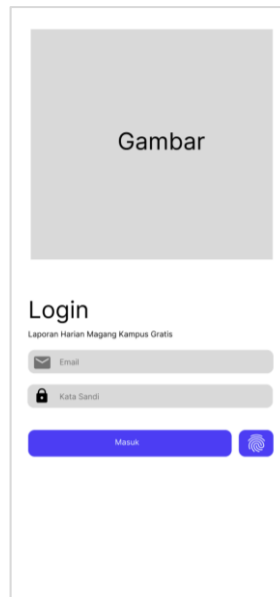 Gambar
Login
Laporan Harian Magang Kampus Gratis
Email
Kata Sandi
Masuk